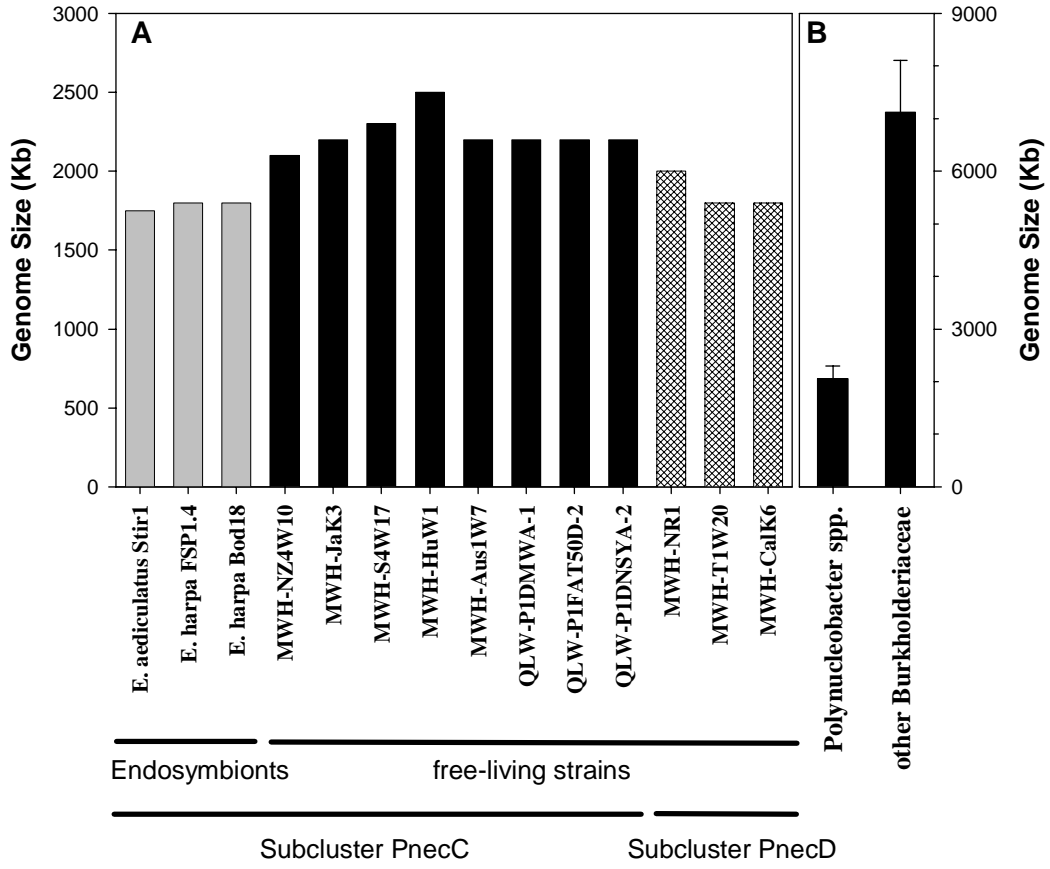 A
B
Genome Size (Kb)
3000
2500
2000
1500
1000
500
0
9000
6000
3000
0
Genome Size (Kb)
E. aediculatus Stir1
E. harpa FSP1.4
E. harpa Bod18
MWH-NZ4W10
MWH-JaK3
MWH-S4W17
MWH-HuW1
MWH-Aus1W7
QLW-P1DMWA-1
QLW-P1FAT50D-2
QLW-P1DNSYA-2
MWH-NR1
MWH-T1W20
MWH-CalK6
Polynucleobacter spp.
other Burkholderiaceae
Endosymbionts
free-living strains
Subcluster PnecC
Subcluster PnecD